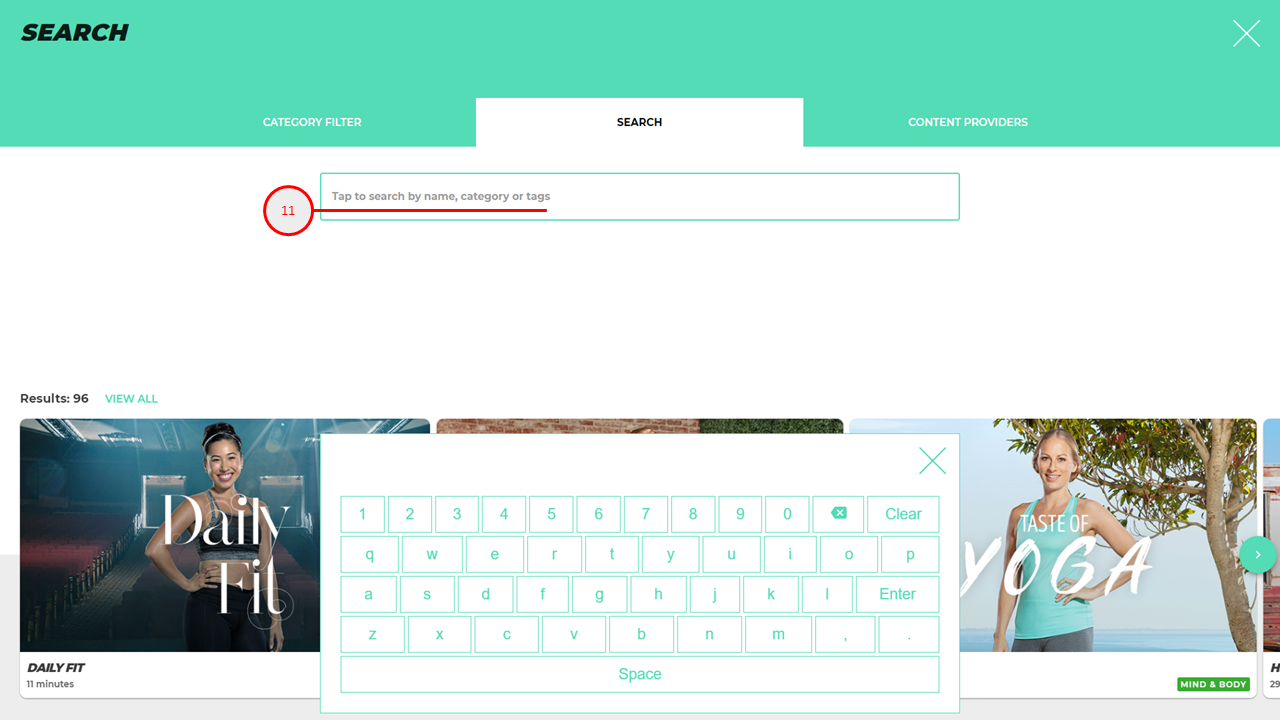 SEARCH
CATEGORY FILTER
SEARCH
CONTENT PROVIDERS
Tap to search by name, category or tags
11
Results: 96 VIEW ALL
Daily
Fit
TASTE OF
YOGA
1 2 3 4 5 6 7 8 9 0 Clear
q w e r t y u i o p
a s d f g h j k l Enter
z x c v b n m , .
Space
DAILY FIT
11 minutes
MIND & BODY
H
29